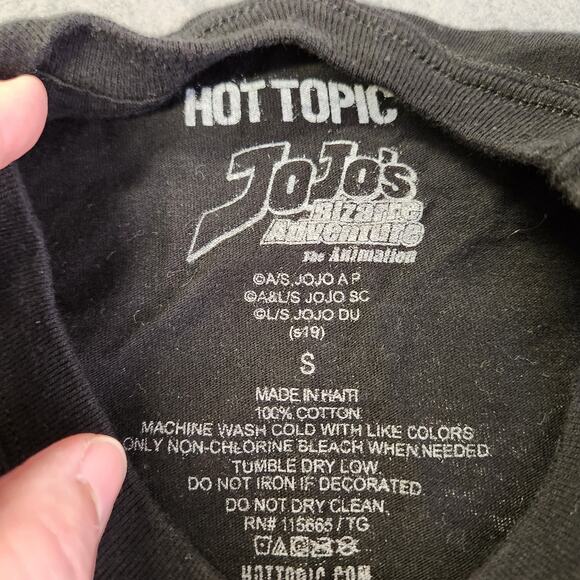 HOT TOPIC
JoJo's
Bizarre
Adventure
The Animation
©A/S,JOJO A P
©A&L/S JOJO SC
©L/S JOJO DU
(s19)
S
MADE IN HAITI
100% COTTON
MACHINE WASH COLD WITH LIKE COLORS
ONLY NON-CHLORINE BLEACH WHEN NEEDED
TUMBLE DRY LOW.
DO NOT IRON IF DECORATED.
DO NOT DRY CLEAN.
RN# 115665 / TG
HOTTOPIC.COM